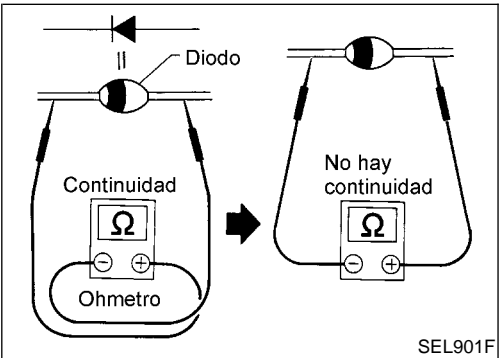 Diodo
Continuidad
Ω
− +
Ohmetro
No hay
continuidad
Ω
− +
SEL901F